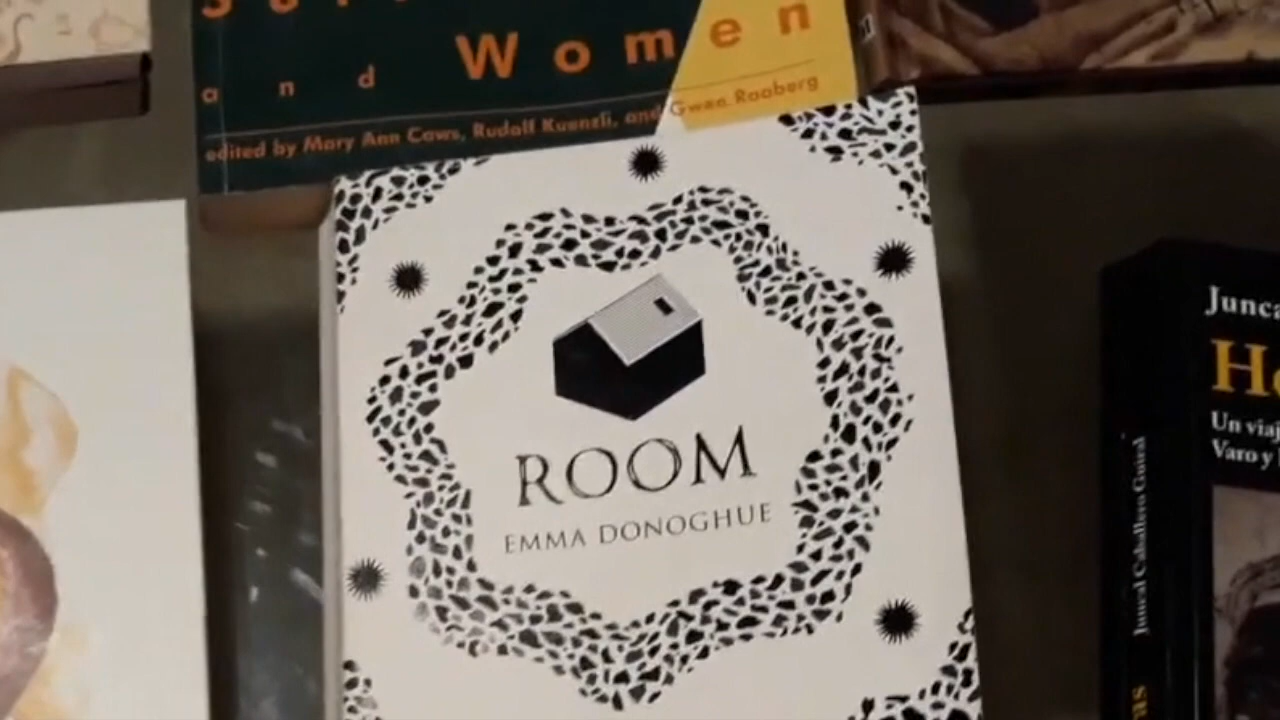 and Women
edited by Mary Ann Caws, Rudolf Kuenzli, and Gwen Raaberg
ROOM
EMMA DONOGHUE
Juncal Caballero Guiral
Junca
He
Un viaj
Varo y